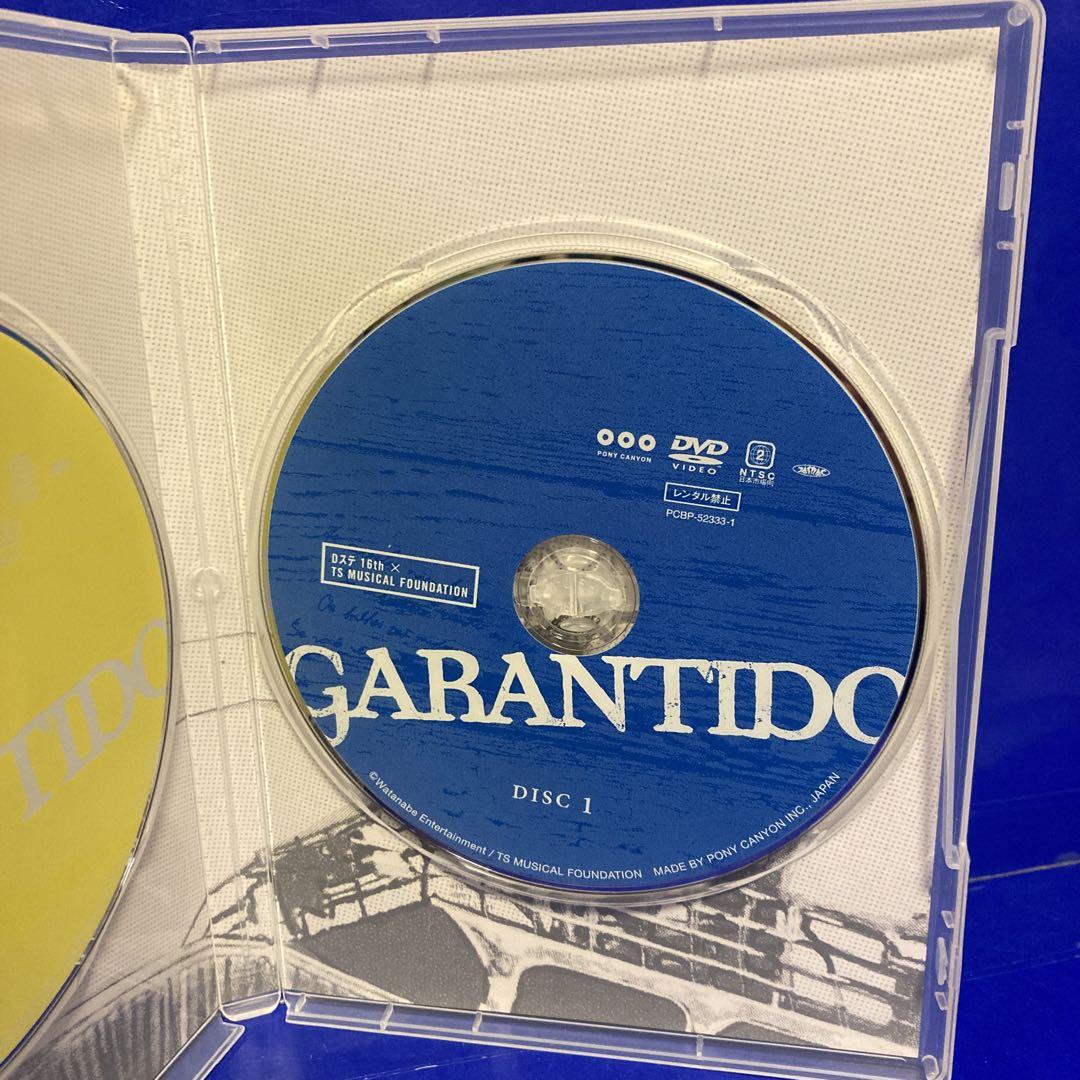 PONY CANYON
DVD
VIDEO
2
NTSC
日本市場向
レンタル禁止
PCBP-52333-1
Dステ 16th ×
TS MUSICAL FOUNDATION
GARANTIDO
DISC 1
©Watanabe Entertainment / TS MUSICAL FOUNDATION MADE BY PONY CANYON INC., JAPAN
TIDO